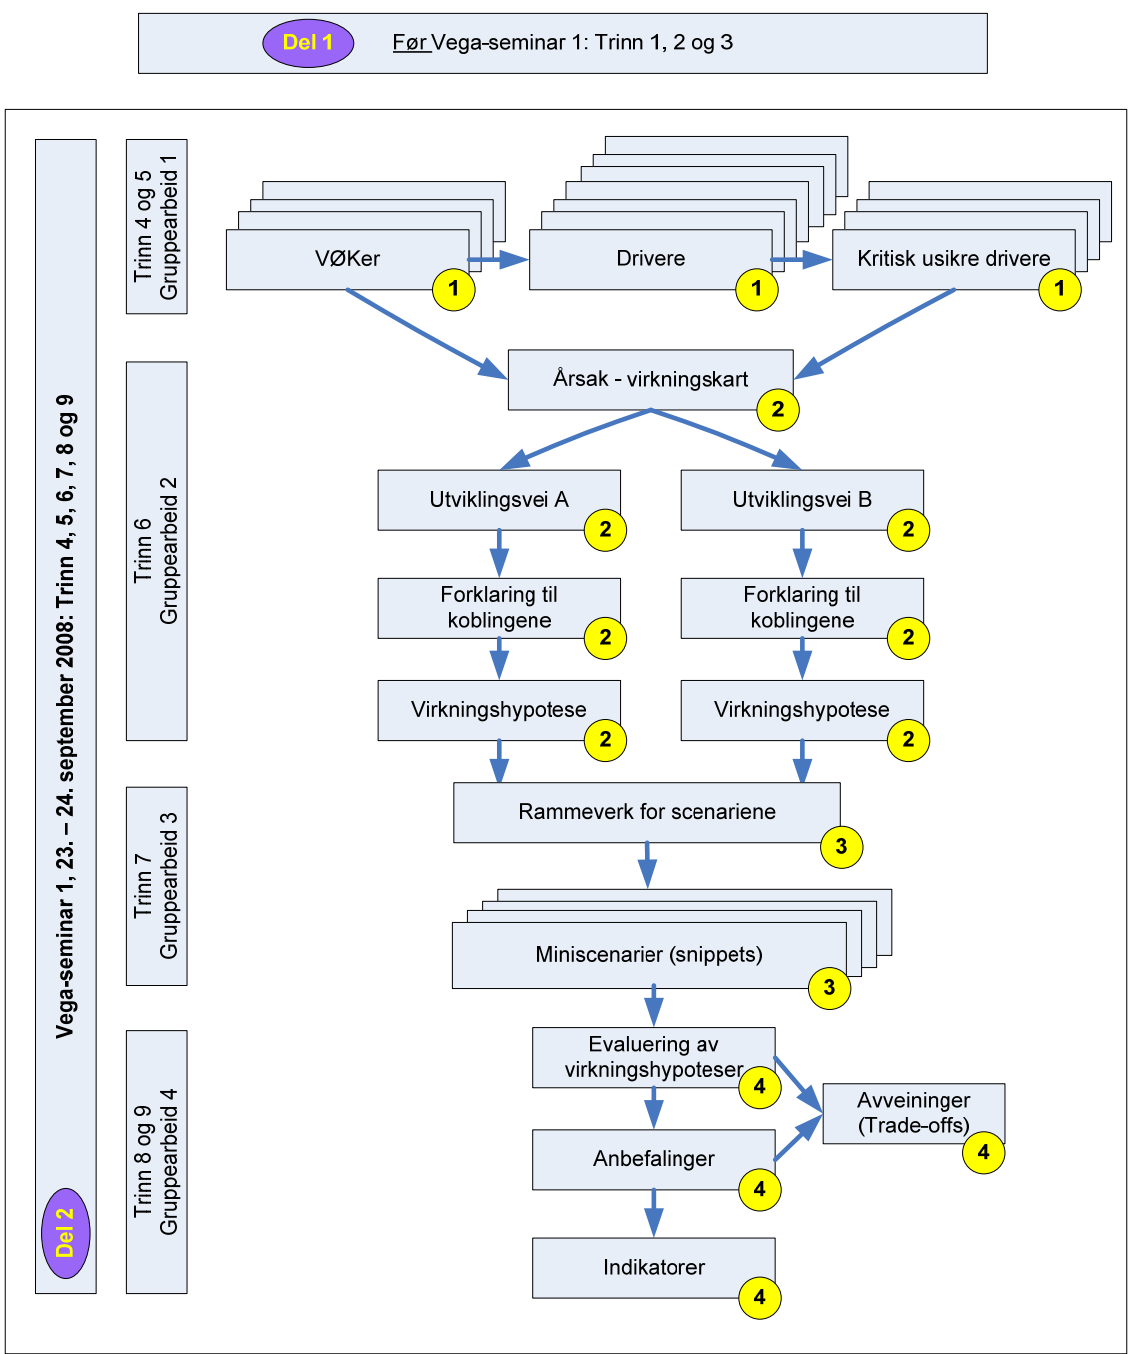 Del 1
Før Vega-seminar 1: Trinn 1, 2 og 3
Vega-seminar 1, 23. – 24. september 2008: Trinn 4, 5, 6, 7, 8 og 9
Del 2
Trinn 4 og 5
Gruppearbeid 1
VØKer
1
Drivere
1
Kritisk usikre drivere
1
Trinn 6
Gruppearbeid 2
Årsak - virkningskart
2
Utviklingsvei A
2
Utviklingsvei B
2
Forklaring til
koblingene
2
Forklaring til
koblingene
2
Virkningshypotese
2
Virkningshypotese
2
Trinn 7
Gruppearbeid 3
Rammeverk for scenariene
3
Miniscenarier (snippets)
3
Trinn 8 og 9
Gruppearbeid 4
Evaluering av
virkningshypoteser
4
Avveininger
(Trade-offs)
4
Anbefalinger
4
Indikatorer
4